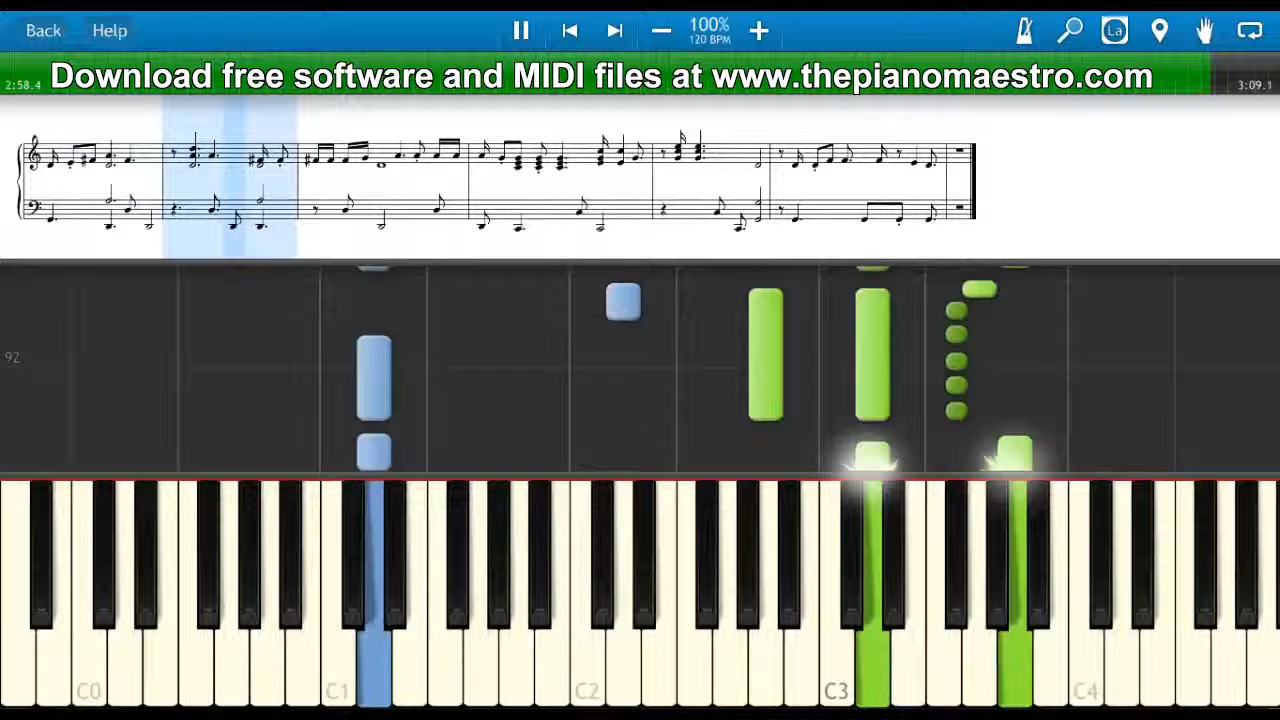 Back Help
100%
120 BPM
La
Download free software and MIDI files at www.thepianomaestro.com
2:58.4
3:09.1
92
C0 C1 C2 C3 C4